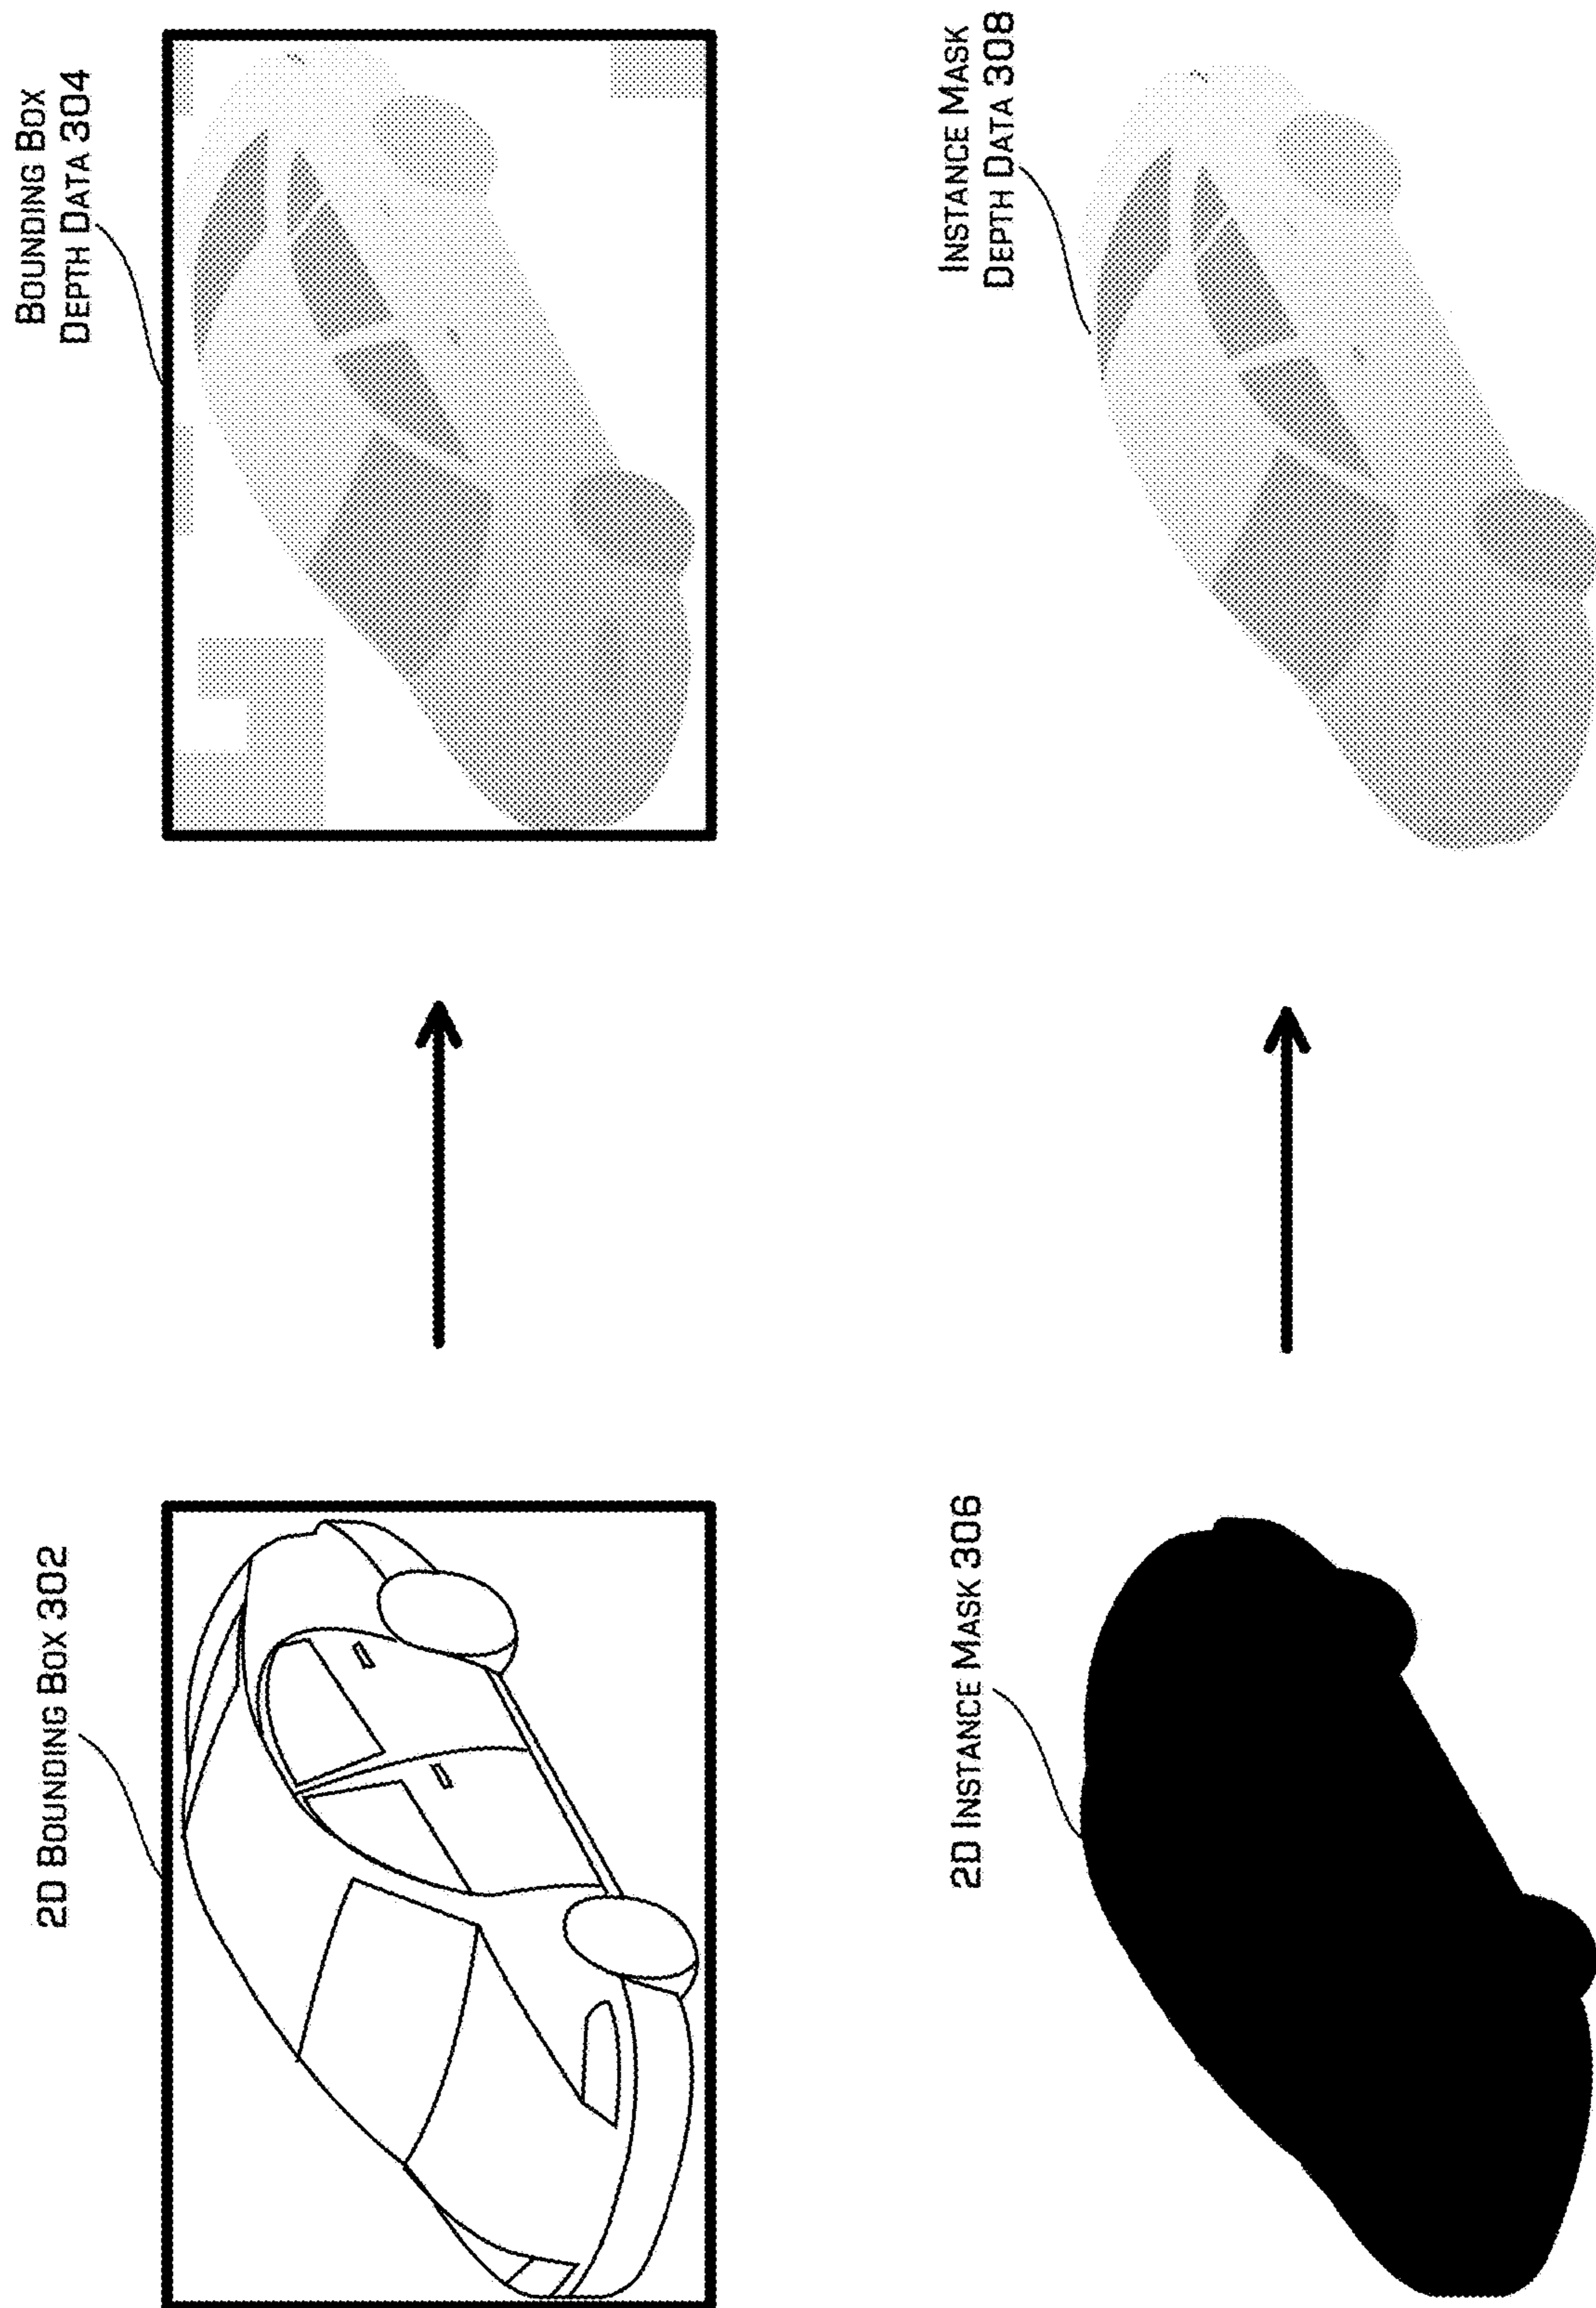 2D BOUNDING BOX 302
BOUNDING BOX
DEPTH DATA 304
2D INSTANCE MASK 306
INSTANCE MASK
DEPTH DATA 308